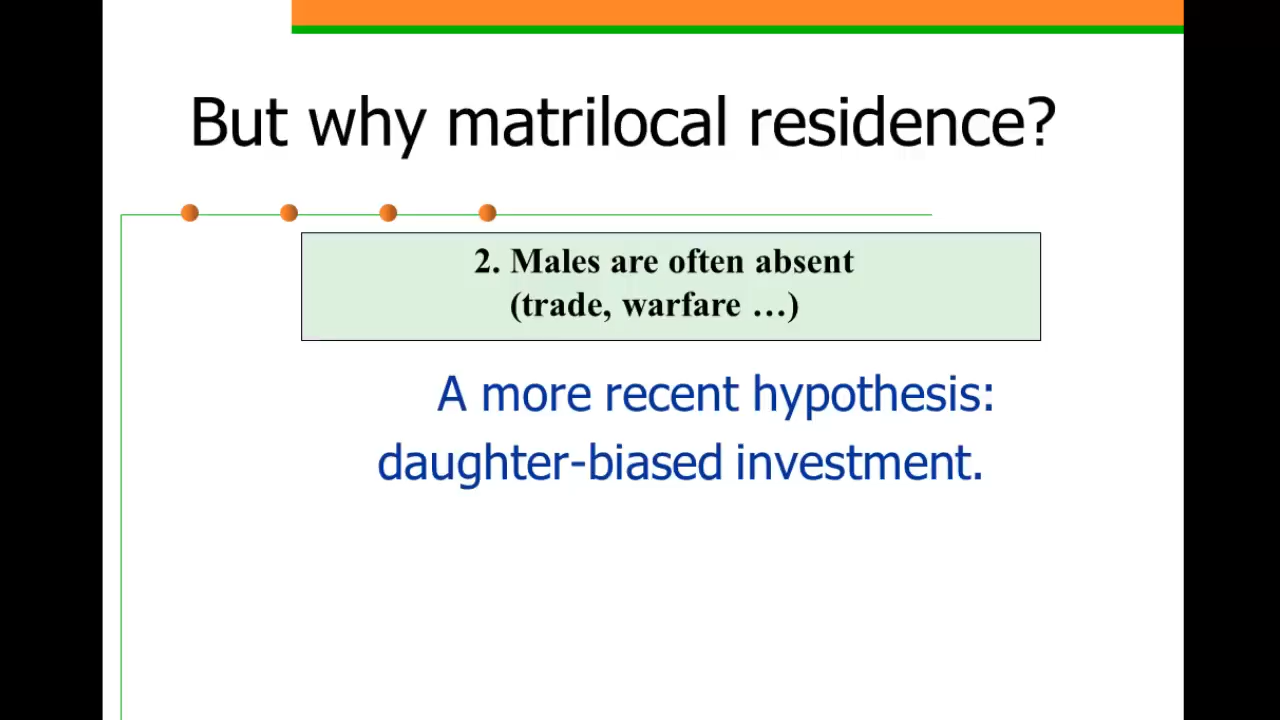 But why matrilocal residence?
2. Males are often absent
(trade, warfare …)
A more recent hypothesis:
daughter-biased investment.